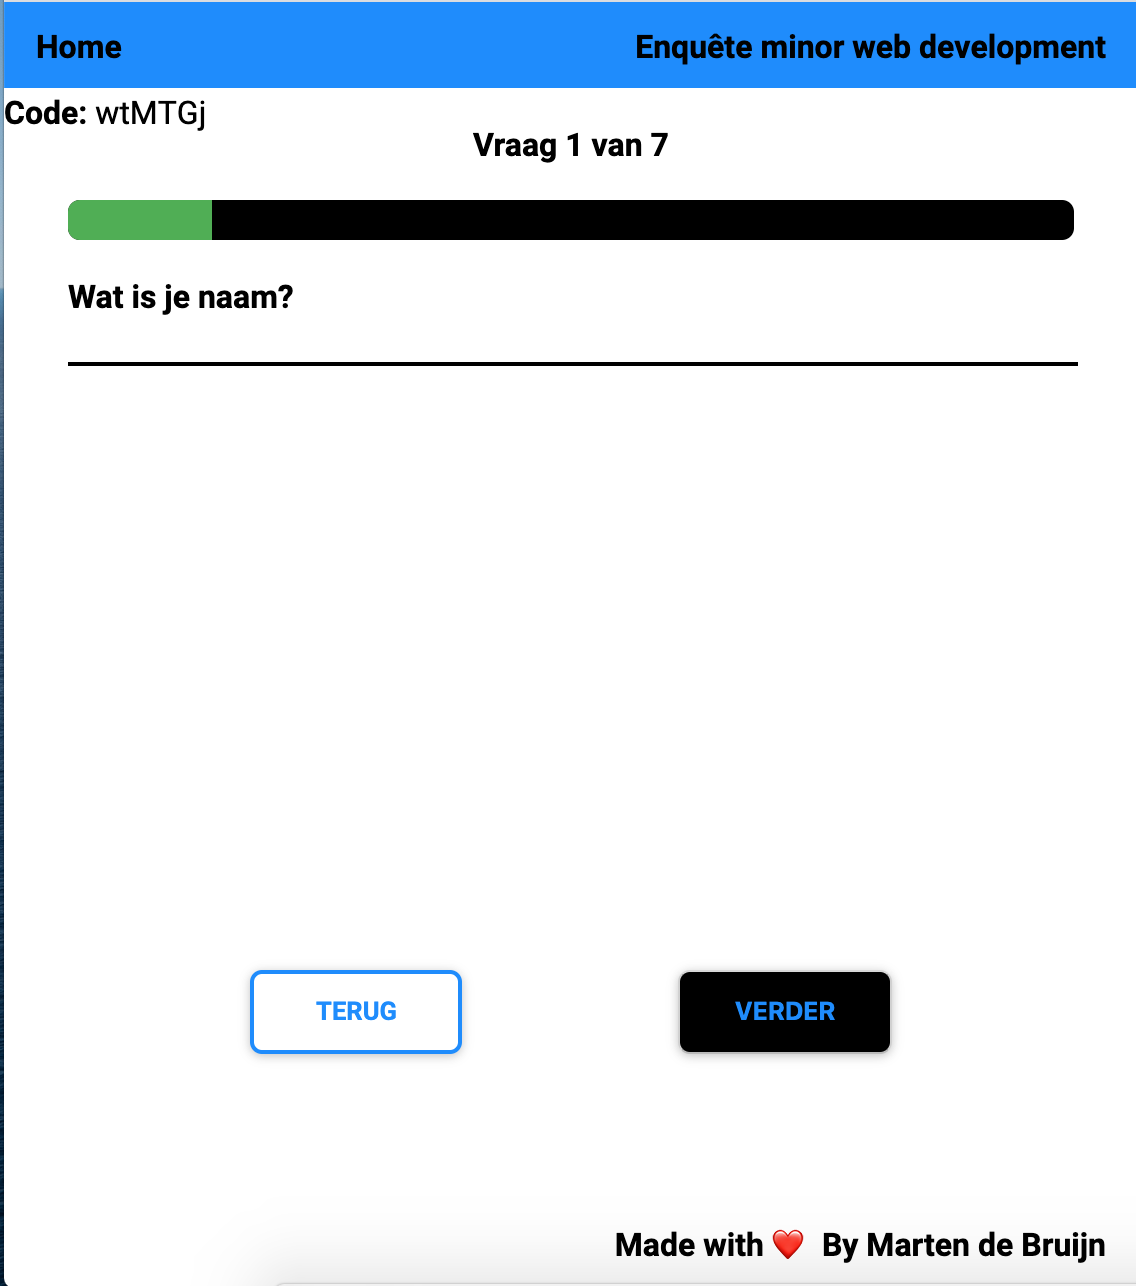 Home
Enquête minor web development
Code: wtMTGj
Vraag 1 van 7
Wat is je naam?
TERUG
VERDER
Made with ❤️ By Marten de Bruijn